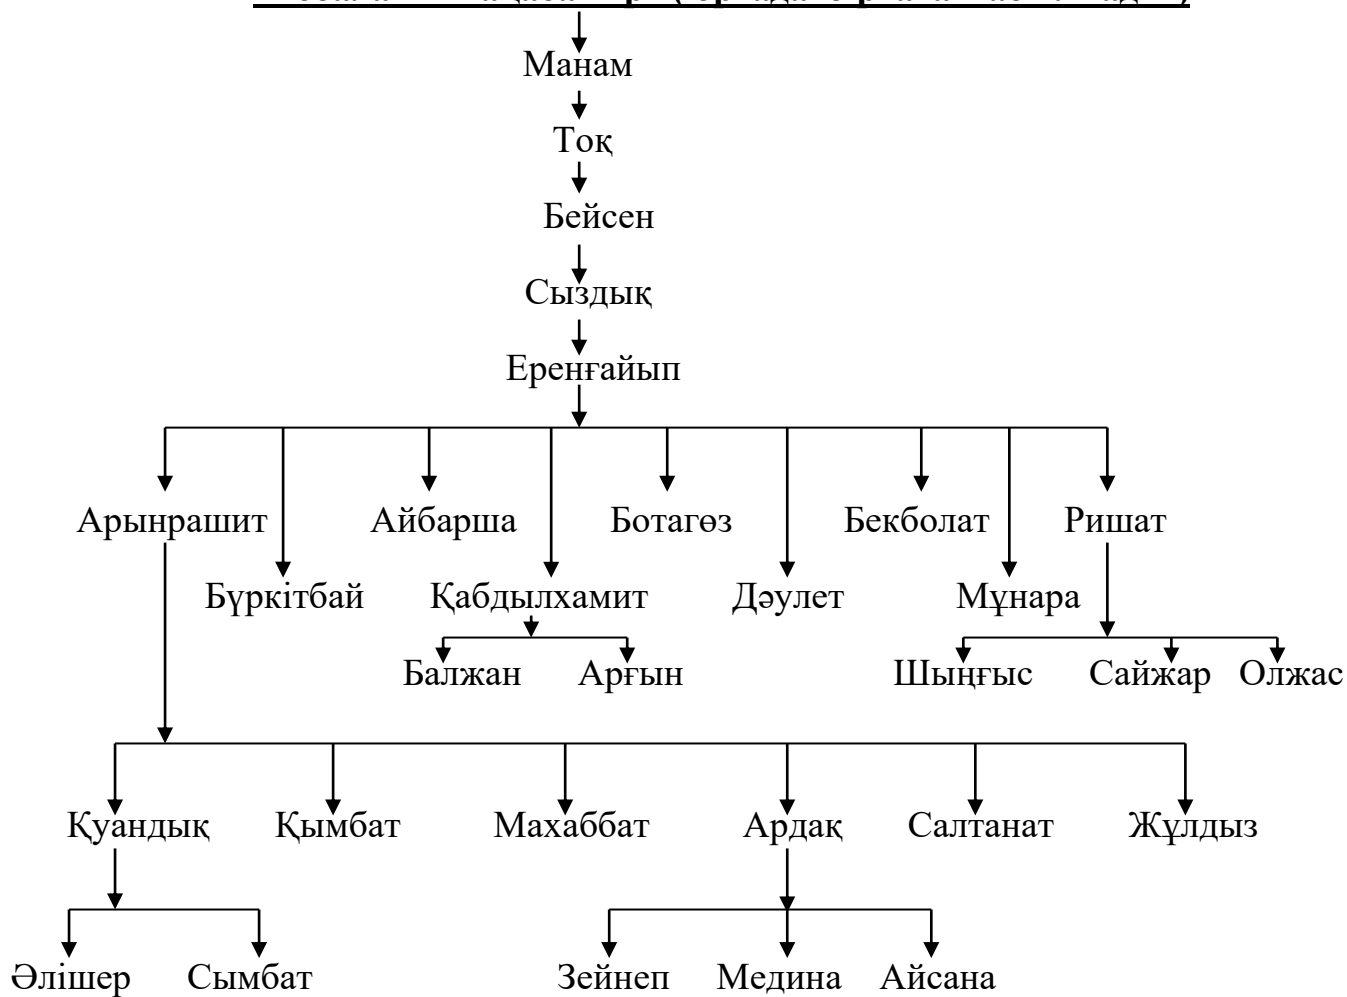 Манам
Тоқ
Бейсен
Сыздық
Еренғайып
Арынрашит Айбарша Ботагөз Бекболат Ришат
Бүркітбай Қабдылхамит Дәулет Мұнара
Балжан Арғын Шыңғыс Сайжар Олжас
Қуандық Қымбат Махаббат Ардақ Салтанат Жұлдыз
Әлішер Сымбат Зейнеп Медина Айсана